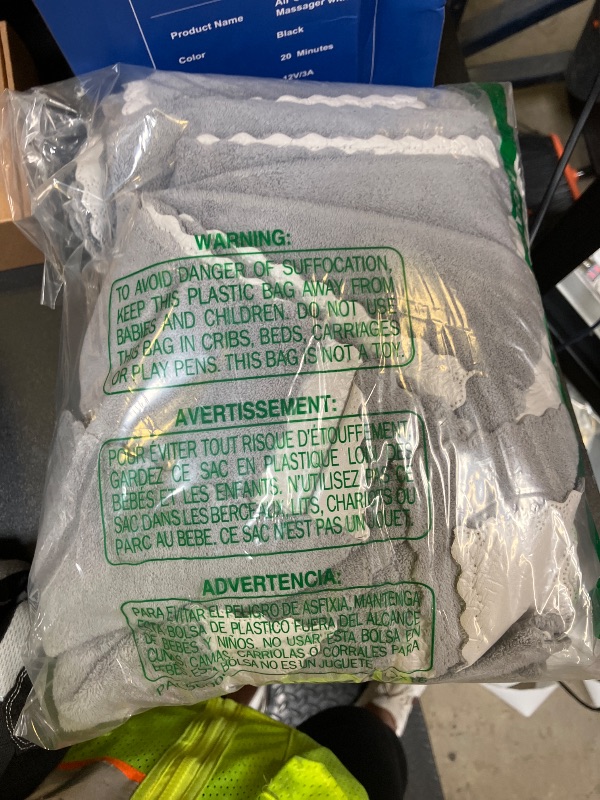 Product Name
Massager
Color
Black
20 Minutes
12V/3A
WARNING:
TO AVOID DANGER OF SUFFOCATION,
KEEP THIS PLASTIC BAG AWAY FROM
BABIES AND CHILDREN. DO NOT USE
THIS BAG IN CRIBS, BEDS, CARRIAGES
OR PLAY PENS. THIS BAG IS NOT A TOY.
AVERTISSEMENT:
POUR EVITER TOUT RISQUE D'ETOUFFEMENT,
GARDEZ CE SAC EN PLASTIQUE LOIN DES
BEBES ET LES ENFANTS. N'UTILISEZ PAS CE
SAC DANS LES BERCEAUX, LITS, CHARIOTS OU
PARC AU BEBE. CE SAC N'EST PAS UN JOUET.
ADVERTENCIA:
PARA EVITAR EL PELIGRO DE ASFIXIA, MANTENGA
ESTA BOLSA DE PLASTICO FUERA DEL ALCANCE
DE BEBES Y NINOS. NO USAR ESTA BOLSA EN
CUNAS, CAMAS, CARRIOLAS O CORRALES PARA
BEBES. ESTA BOLSA NO ES UN JUGUETE.